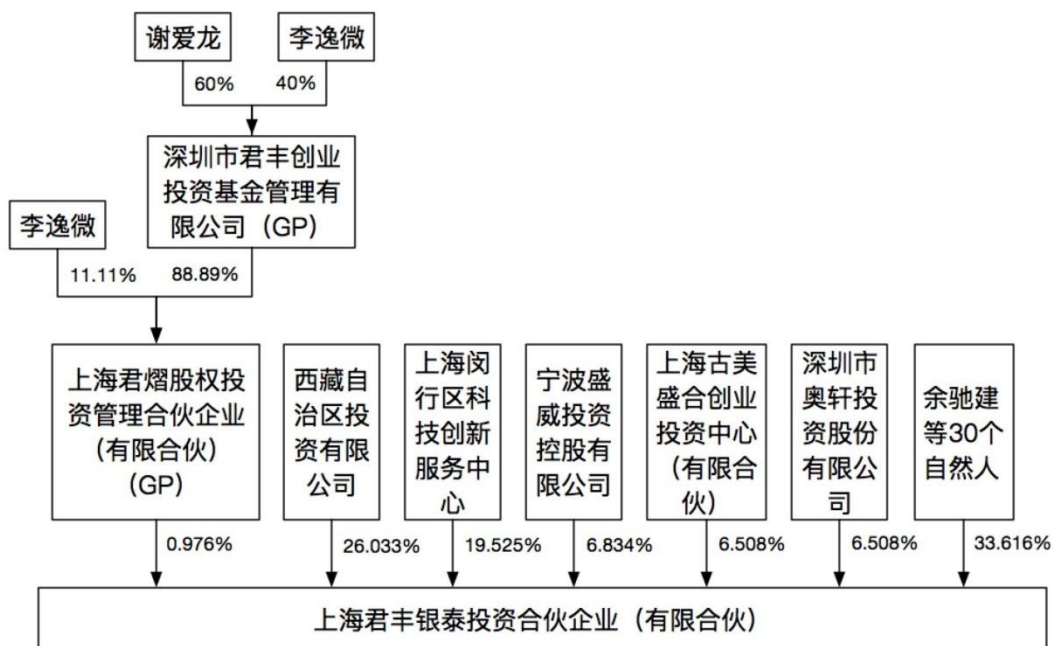 谢爱龙
李逸微
60%
40%
深圳市君丰创业
投资基金管理有
限公司（GP）
李逸微
11.11%
88.89%
上海君熠股权投
资管理合伙企业
（有限合伙）
（GP）
西藏自
治区投
资有限
公司
上海闵
行区科
技创新
服务中
心
宁波盛
威投资
控股有
限公司
上海古美
盛合创业
投资中心
（有限合
伙）
深圳市
奥轩投
资股份
有限公
司
余驰建
等30个
自然人
0.976%
26.033%
19.525%
6.834%
6.508%
6.508%
33.616%
上海君丰银泰投资合伙企业（有限合伙）